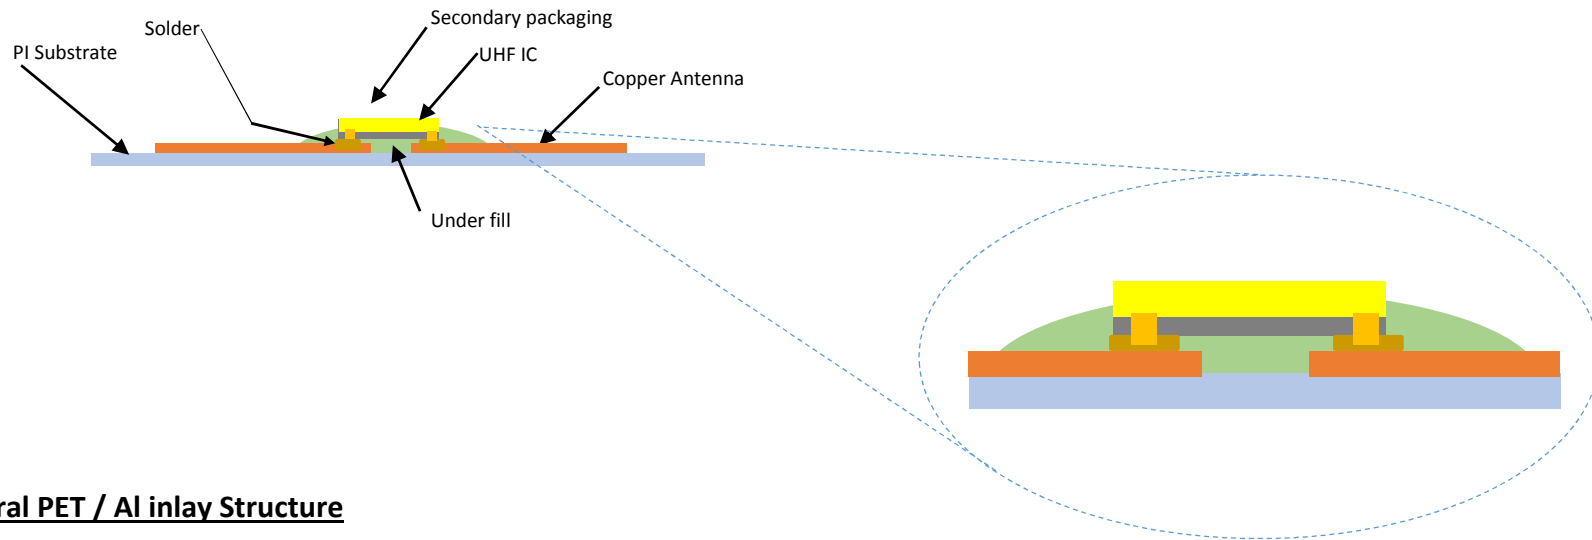 Secondary packaging
Solder
PI Substrate
UHF IC
Copper Antenna
Under fill
ral PET / Al inlay Structure